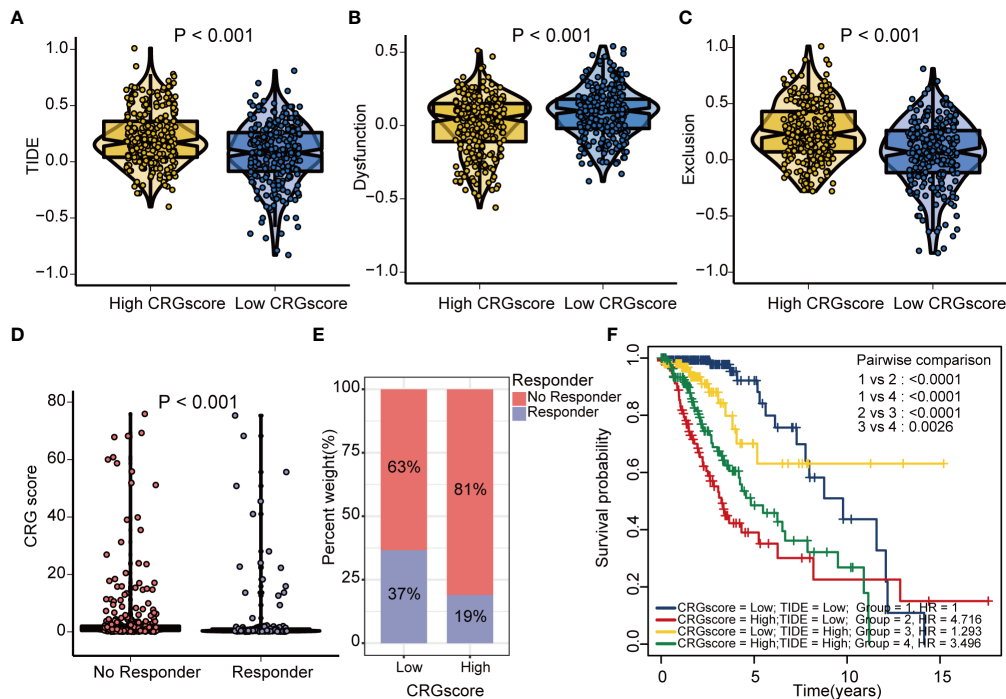 A
P < 0.001
TIDE
1.0
0.5
0.0
−0.5
−1.0
High CRGscore
Low CRGscore
B
P < 0.001
Dysfunction
0.5
0.0
−0.5
−1.0
High CRGscore
Low CRGscore
C
P < 0.001
Exclusion
1.0
0.5
0.0
−0.5
−1.0
High CRGscore
Low CRGscore
D
P < 0.001
CRG score
80
60
40
20
0
No Responder
Responder
E
Responder
No Responder
Responder
Percent weight(%)
100
75
50
25
0
63%
37%
81%
19%
Low
High
CRGscore
F
Pairwise comparison
1 vs 2 : <0.0001
1 vs 4 : <0.0001
2 vs 3 : <0.0001
3 vs 4 : 0.0026
Survival probability
1.0
0.8
0.6
0.4
0.2
0.0
CRGscore = Low; TIDE = Low; Group = 1, HR = 1
CRGscore = High;TIDE = Low; Group = 2, HR = 4.716
CRGscore = Low; TIDE = High; Group = 3, HR = 1.293
CRGscore = High;TIDE = High; Group = 4, HR = 3.496
0
5
10
15
Time(years)